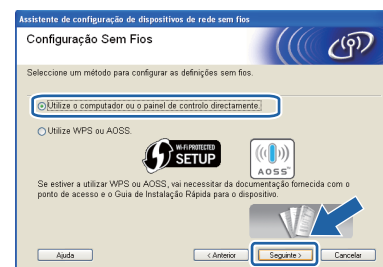 Assistente de configuração de dispositivos de rede sem fios
Configuração Sem Fios
Seleccione um método para configurar as definições sem fios.
Utilize o computador ou o painel de controlo directamente.
Utilize WPS ou AOSS.
Wi-Fi PROTECTED
SETUP
AOSS™
Se estiver a utilizar WPS ou AOSS, vai necessitar da documentação fornecida com o
ponto de acesso e o Guia de Instalação Rápida para o dispositivo.
Ajuda
< Anterior
Seguinte >
Cancelar